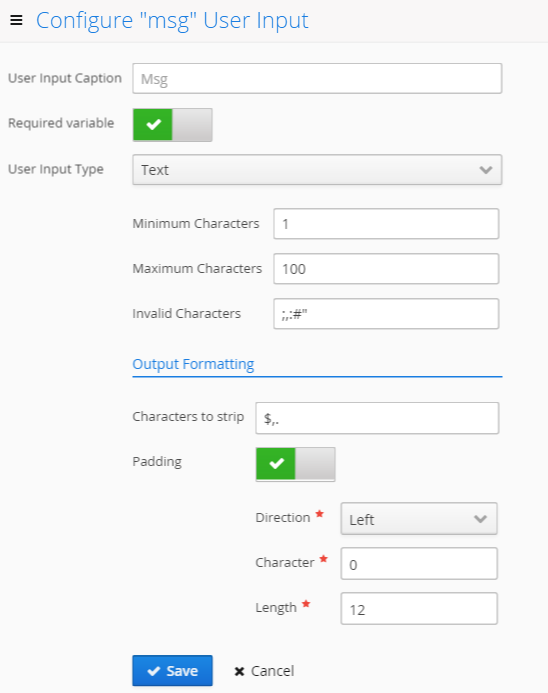 Configure "msg" User Input
User Input Caption Msg
Required variable
User Input Type Text
Minimum Characters 1
Maximum Characters 100
Invalid Characters ;,:#"
Output Formatting
Characters to strip $,.
Padding
Direction * Left
Character * 0
Length * 12
Save Cancel